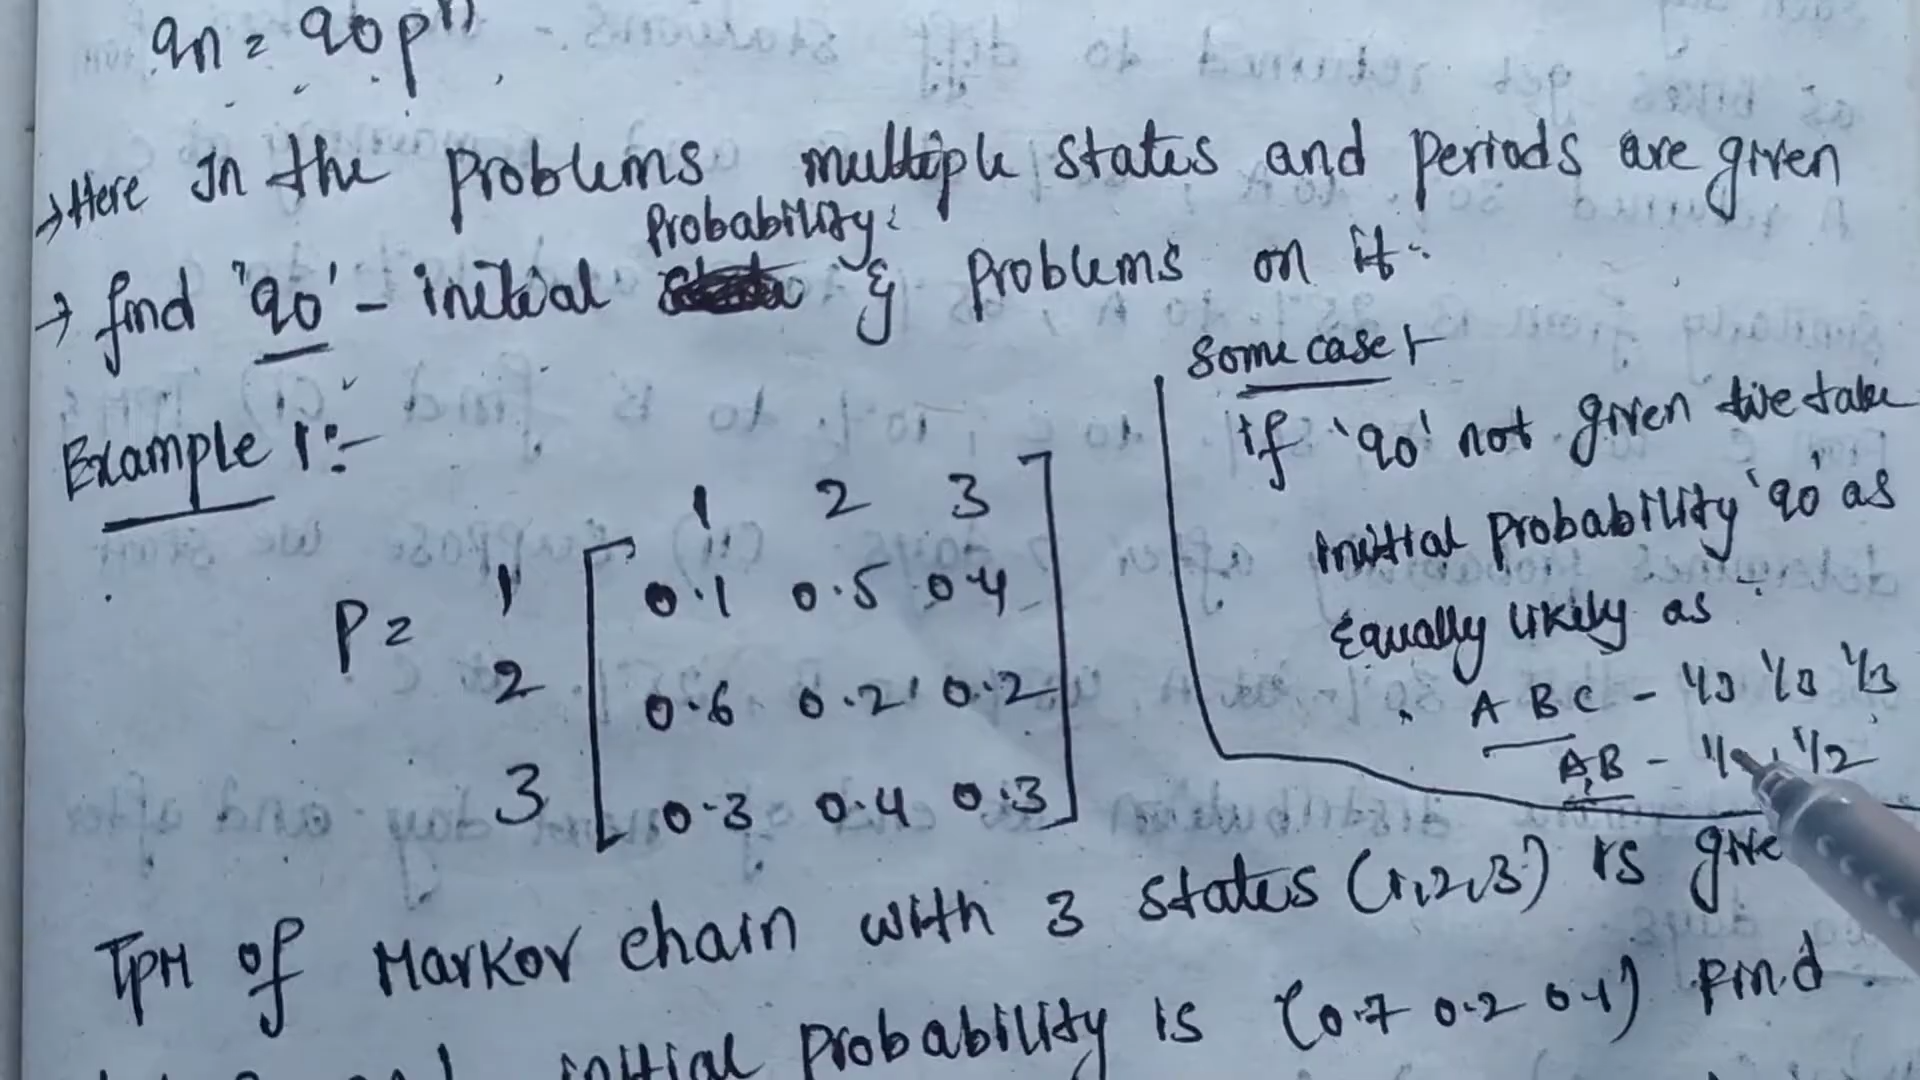 qn = q0 pⁿ
→ Here In the problems multiple states and periods are given
Probability
→ find 'q0' - initial & problems on it.
Some case :-
if 'q0' not given we take
initial probability 'q0' as
Equally likely as
A B C - 1/3 1/3 1/3
A, B - 1/2
Example 1:-
1 2 3
P = 1 0.1 0.5 0.4
2 0.6 0.2 0.2
3 0.3 0.4 0.3
TPM of Markov chain with 3 states (1,2,3) is give
initial probability is (0.7 0.2 0.1) Find